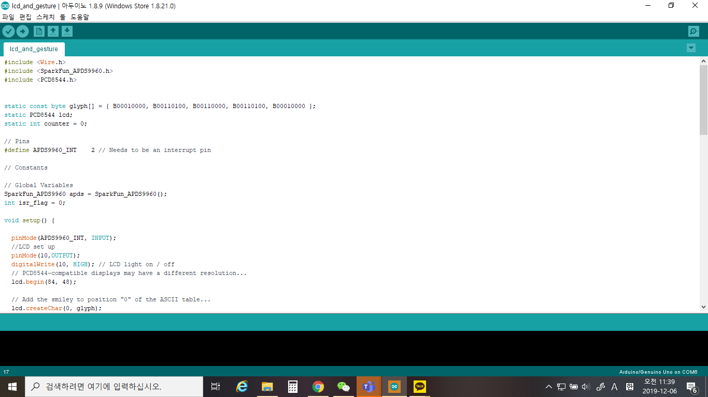 lcd_and_gesture | 아두이노 1.8.9 (Windows Store 1.8.21.0)
파일 편집 스케치 툴 도움말
lcd_and_gesture
#include <Wire.h>
#include <SparkFun_APDS9960.h>
#include <PCD8544.h>
static const byte glyph[] = { B00010000, B00110100, B00110000, B00110100, B00010000 };
static PCD8544 lcd;
static int counter = 0;
// Pins
#define APDS9960_INT    2 // Needs to be an interrupt pin
// Constants
// Global Variables
SparkFun_APDS9960 apds = SparkFun_APDS9960();
int isr_flag = 0;
void setup() {
pinMode(APDS9960_INT, INPUT);
//LCD set up
pinMode(10,OUTPUT);
digitalWrite(10, HIGH); // LCD light on / off
// PCD8544-compatible displays may have a different resolution...
lcd.begin(84, 48);
// Add the smiley to position "0" of the ASCII table...
lcd.createChar(0, glyph);
17
Arduino/Genuino Uno on COM6
검색하려면 여기에 입력하십시오.
A
오전 11:39
2019-12-06
6